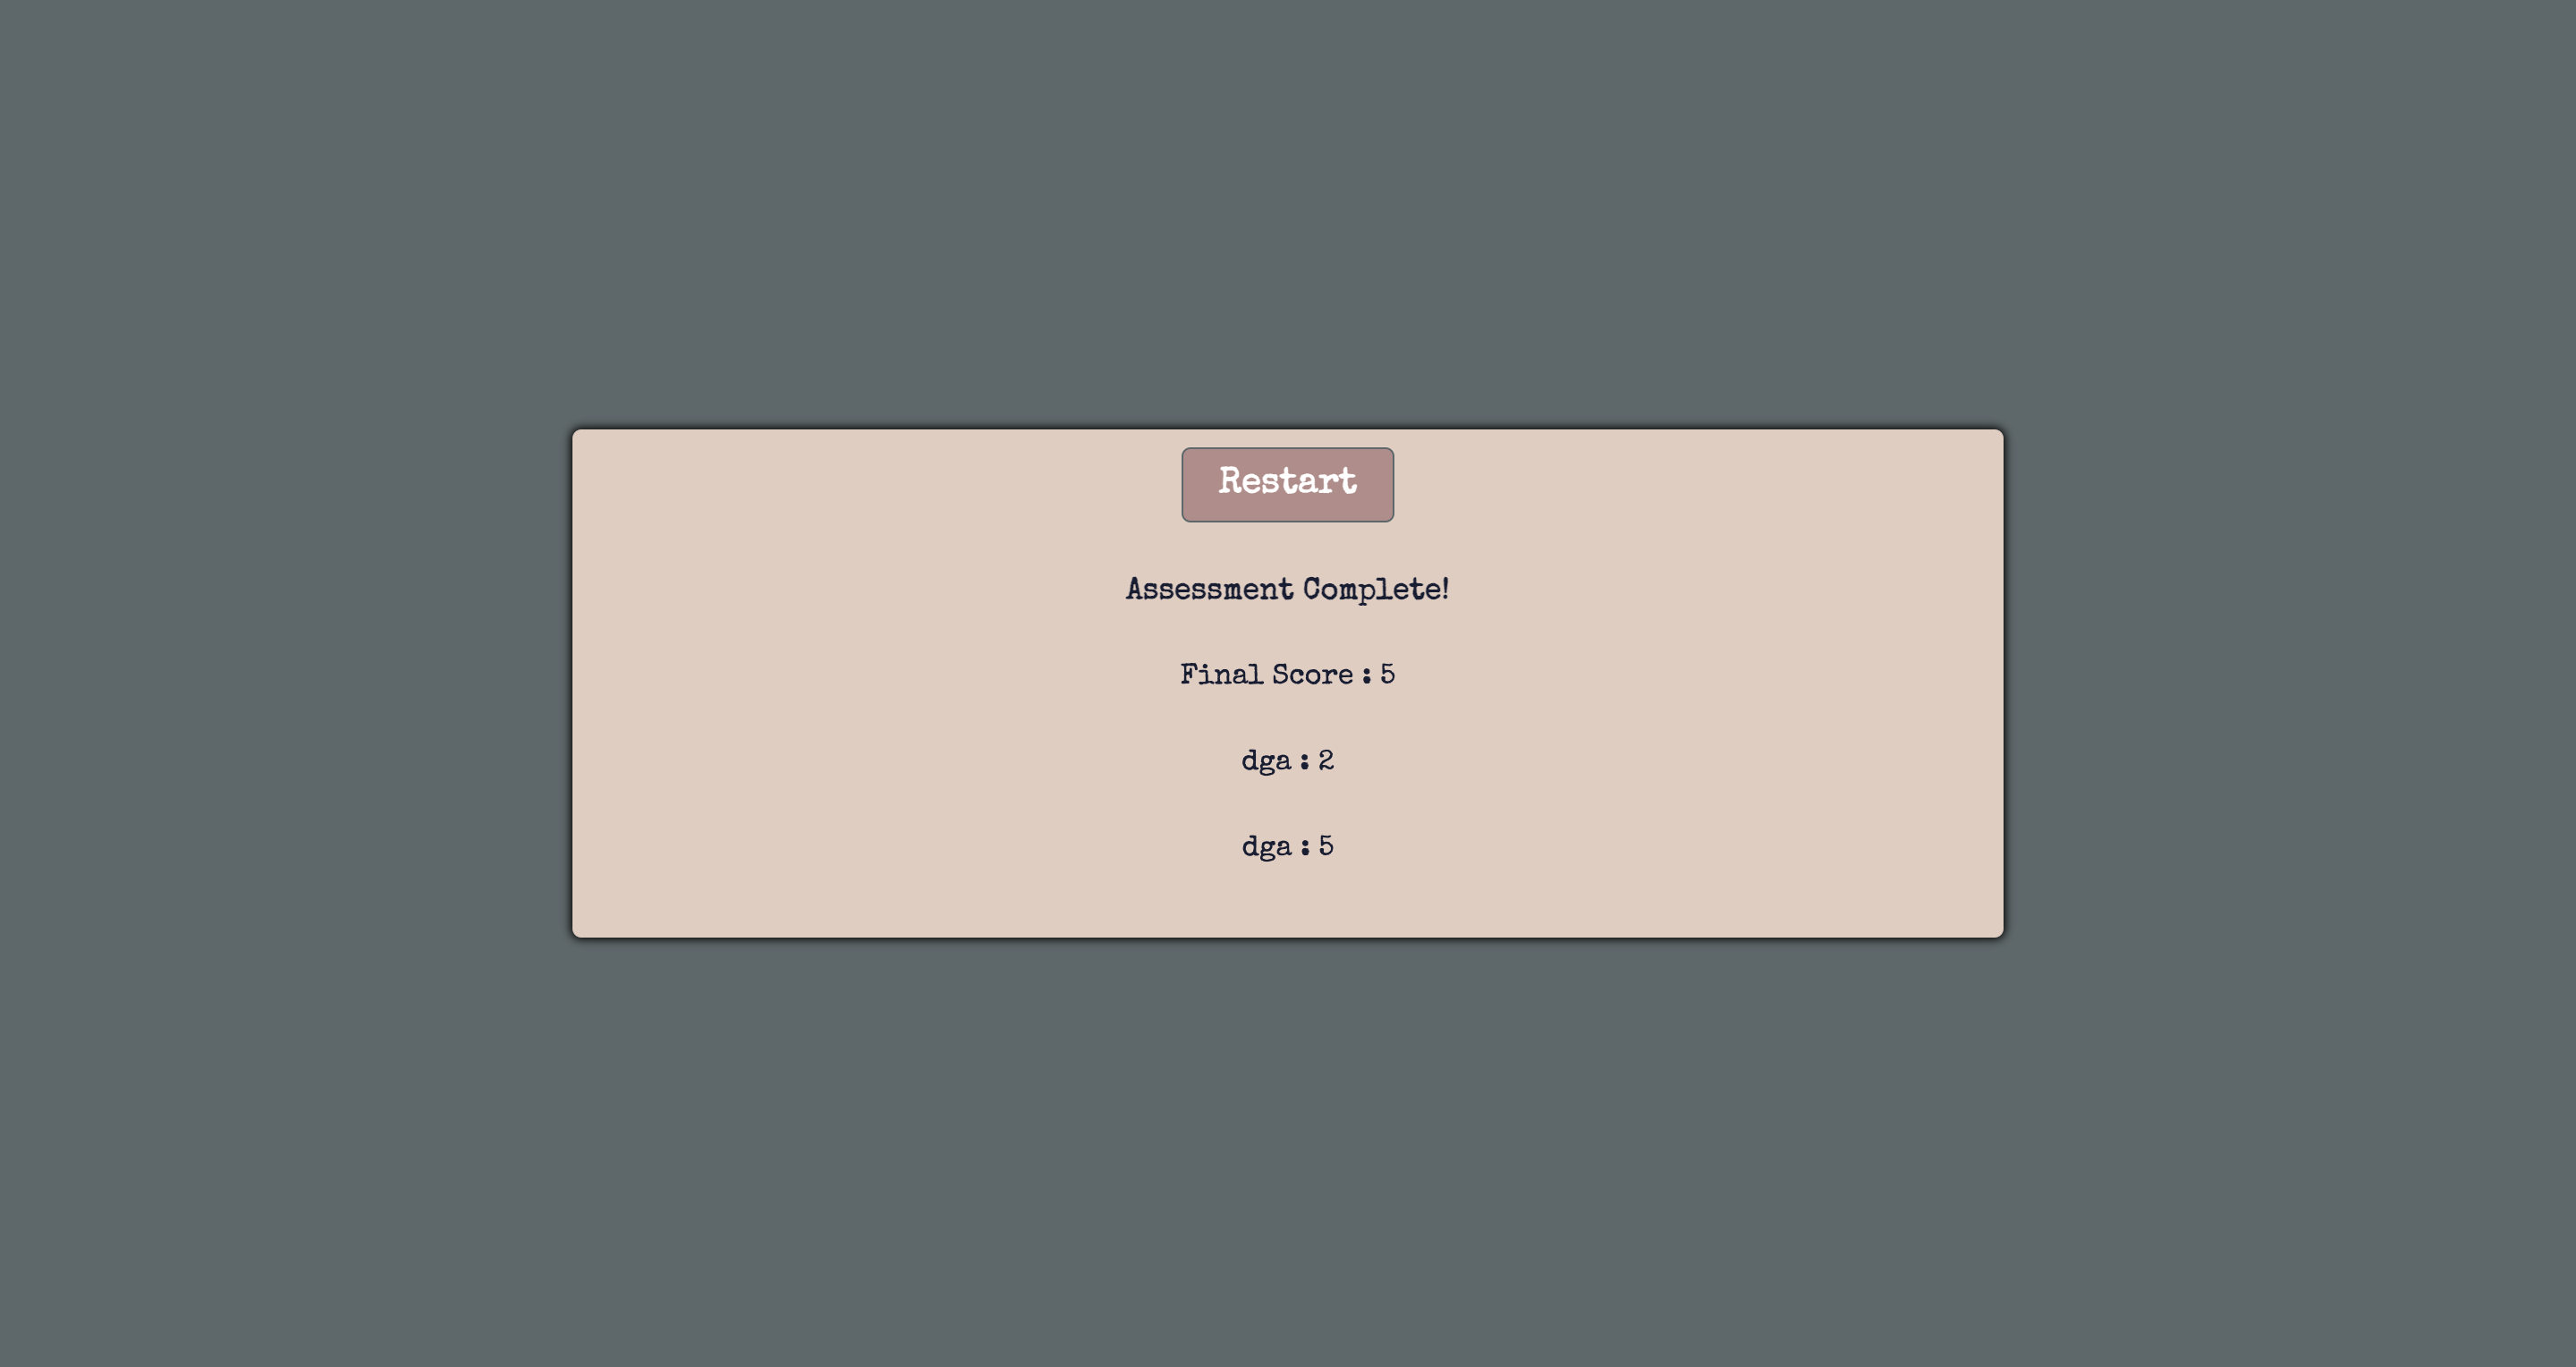 Restart
Assessment Complete!
Final Score : 5
dga : 2
dga : 5